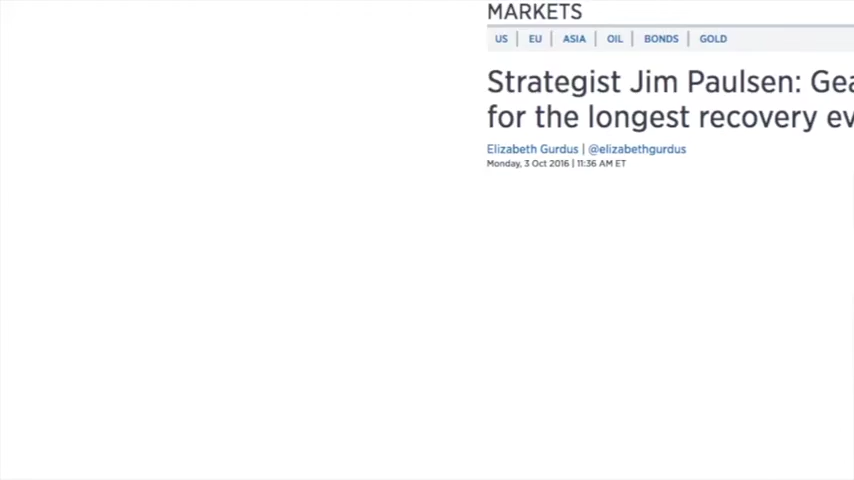 MARKETS
US | EU | ASIA | OIL | BONDS | GOLD
Strategist Jim Paulsen:
for the longest recovery
Elizabeth Gurdus | @elizabethgurdus
Monday, 3 Oct 2016 | 11:36 AM ET